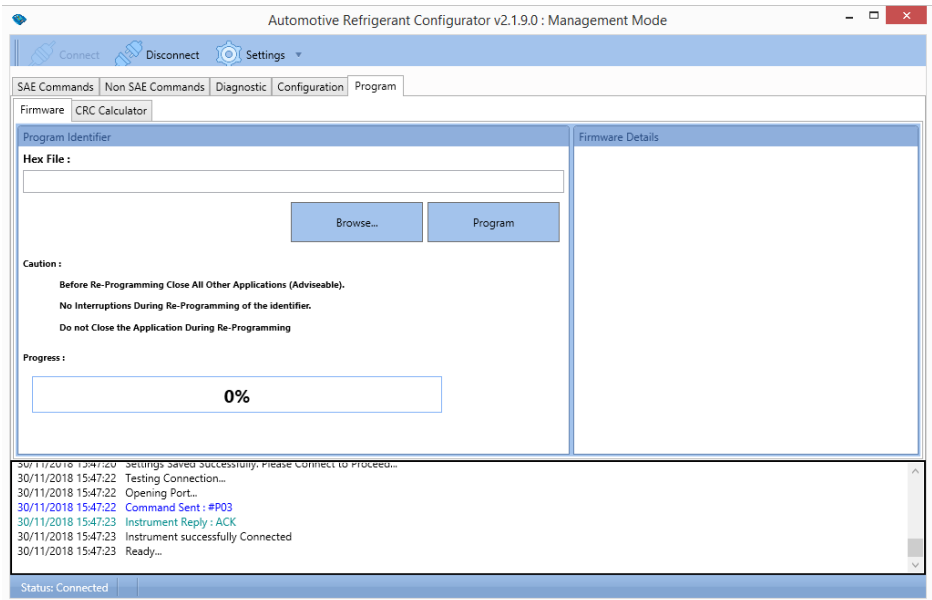 Automotive Refrigerant Configurator v2.1.9.0 : Management Mode
Connect Disconnect Settings
SAE Commands Non SAE Commands Diagnostic Configuration Program
Firmware CRC Calculator
Program Identifier Firmware Details
Hex File :
Browse... Program
Caution :
Before Re-Programming Close All Other Applications (Adviseable).
No Interruptions During Re-Programming of the identifier.
Do not Close the Application During Re-Programming
Progress :
0%
30/11/2018 15:47:20 Settings Saved Successfully. Please Connect to Proceed...
30/11/2018 15:47:22 Testing Connection...
30/11/2018 15:47:22 Opening Port...
30/11/2018 15:47:22 Command Sent : #P03
30/11/2018 15:47:23 Instrument Reply : ACK
30/11/2018 15:47:23 Instrument successfully Connected
30/11/2018 15:47:23 Ready...
Status: Connected